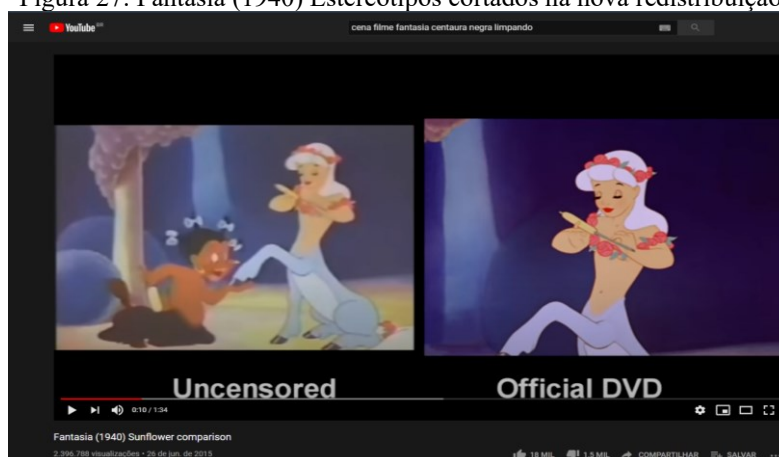 Figura 27: Fantasia (1940) Estereótipos cortados na nova redistribuição
YouTube BR
cena filme fantasia centaura negra limpando
Uncensored
Official DVD
0:10 / 1:34
Fantasia (1940) Sunflower comparison
2.396.788 visualizações • 26 de jun. de 2015
18 MIL
1,5 MIL
COMPARTILHAR
SALVAR